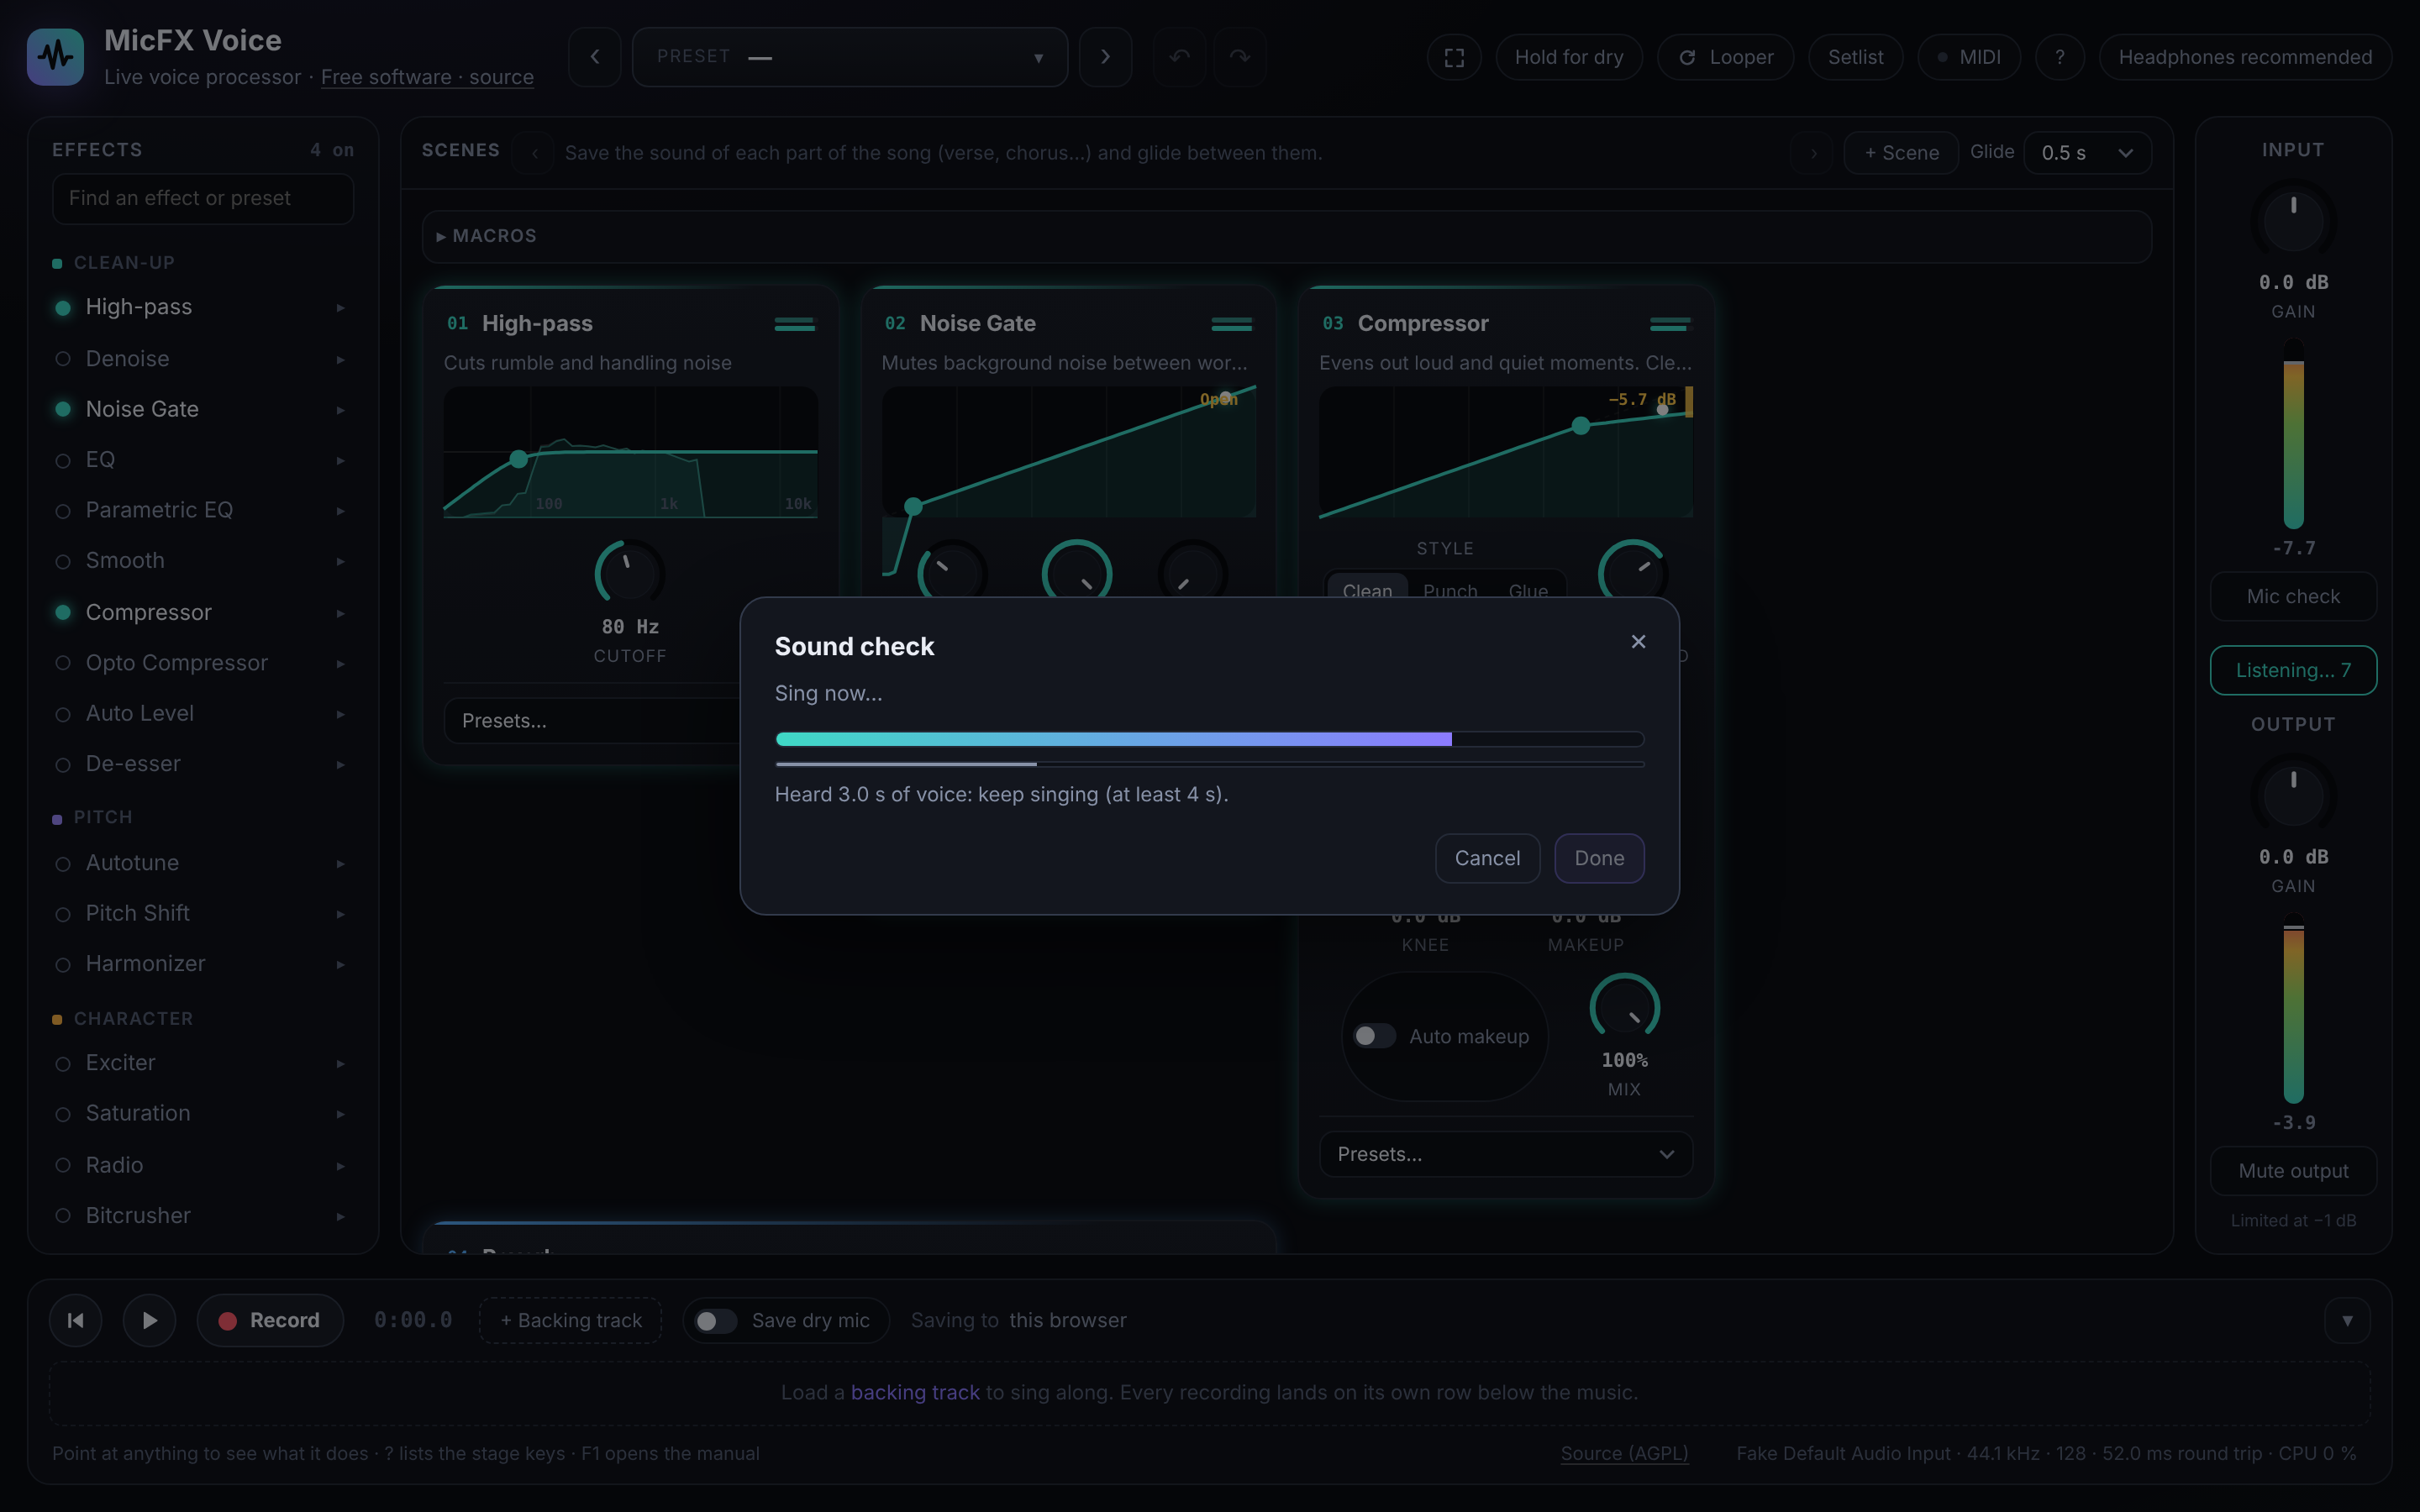 MicFX Voice
Live voice processor · Free software · source
PRESET —
Hold for dry
Looper
Setlist
MIDI
?
Headphones recommended
EFFECTS
4 on
Find an effect or preset
CLEAN-UP
High-pass
Denoise
Noise Gate
EQ
Parametric EQ
Smooth
Compressor
Opto Compressor
Auto Level
De-esser
PITCH
Autotune
Pitch Shift
Harmonizer
CHARACTER
Exciter
Saturation
Radio
Bitcrusher
SCENES
Save the sound of each part of the song (verse, chorus...) and glide between them.
+ Scene
Glide
0.5 s
MACROS
01 High-pass
Cuts rumble and handling noise
100
1k
10k
80 Hz
CUTOFF
Presets...
02 Noise Gate
Mutes background noise between wor...
Open
03 Compressor
Evens out loud and quiet moments. Cle...
−5.7 dB
STYLE
Clean
Punch
Glue
Sound check
Sing now...
Heard 3.0 s of voice: keep singing (at least 4 s).
Cancel
Done
0.0 dB
0.0 dB
KNEE
MAKEUP
Auto makeup
100%
MIX
Presets...
INPUT
0.0 dB
GAIN
-7.7
Mic check
Listening... 7
OUTPUT
0.0 dB
GAIN
-3.9
Mute output
Limited at −1 dB
Record
0:00.0
+ Backing track
Save dry mic
Saving to this browser
Load a backing track to sing along. Every recording lands on its own row below the music.
Point at anything to see what it does · ? lists the stage keys · F1 opens the manual
Source (AGPL)
Fake Default Audio Input · 44.1 kHz · 128 · 52.0 ms round trip · CPU 0 %